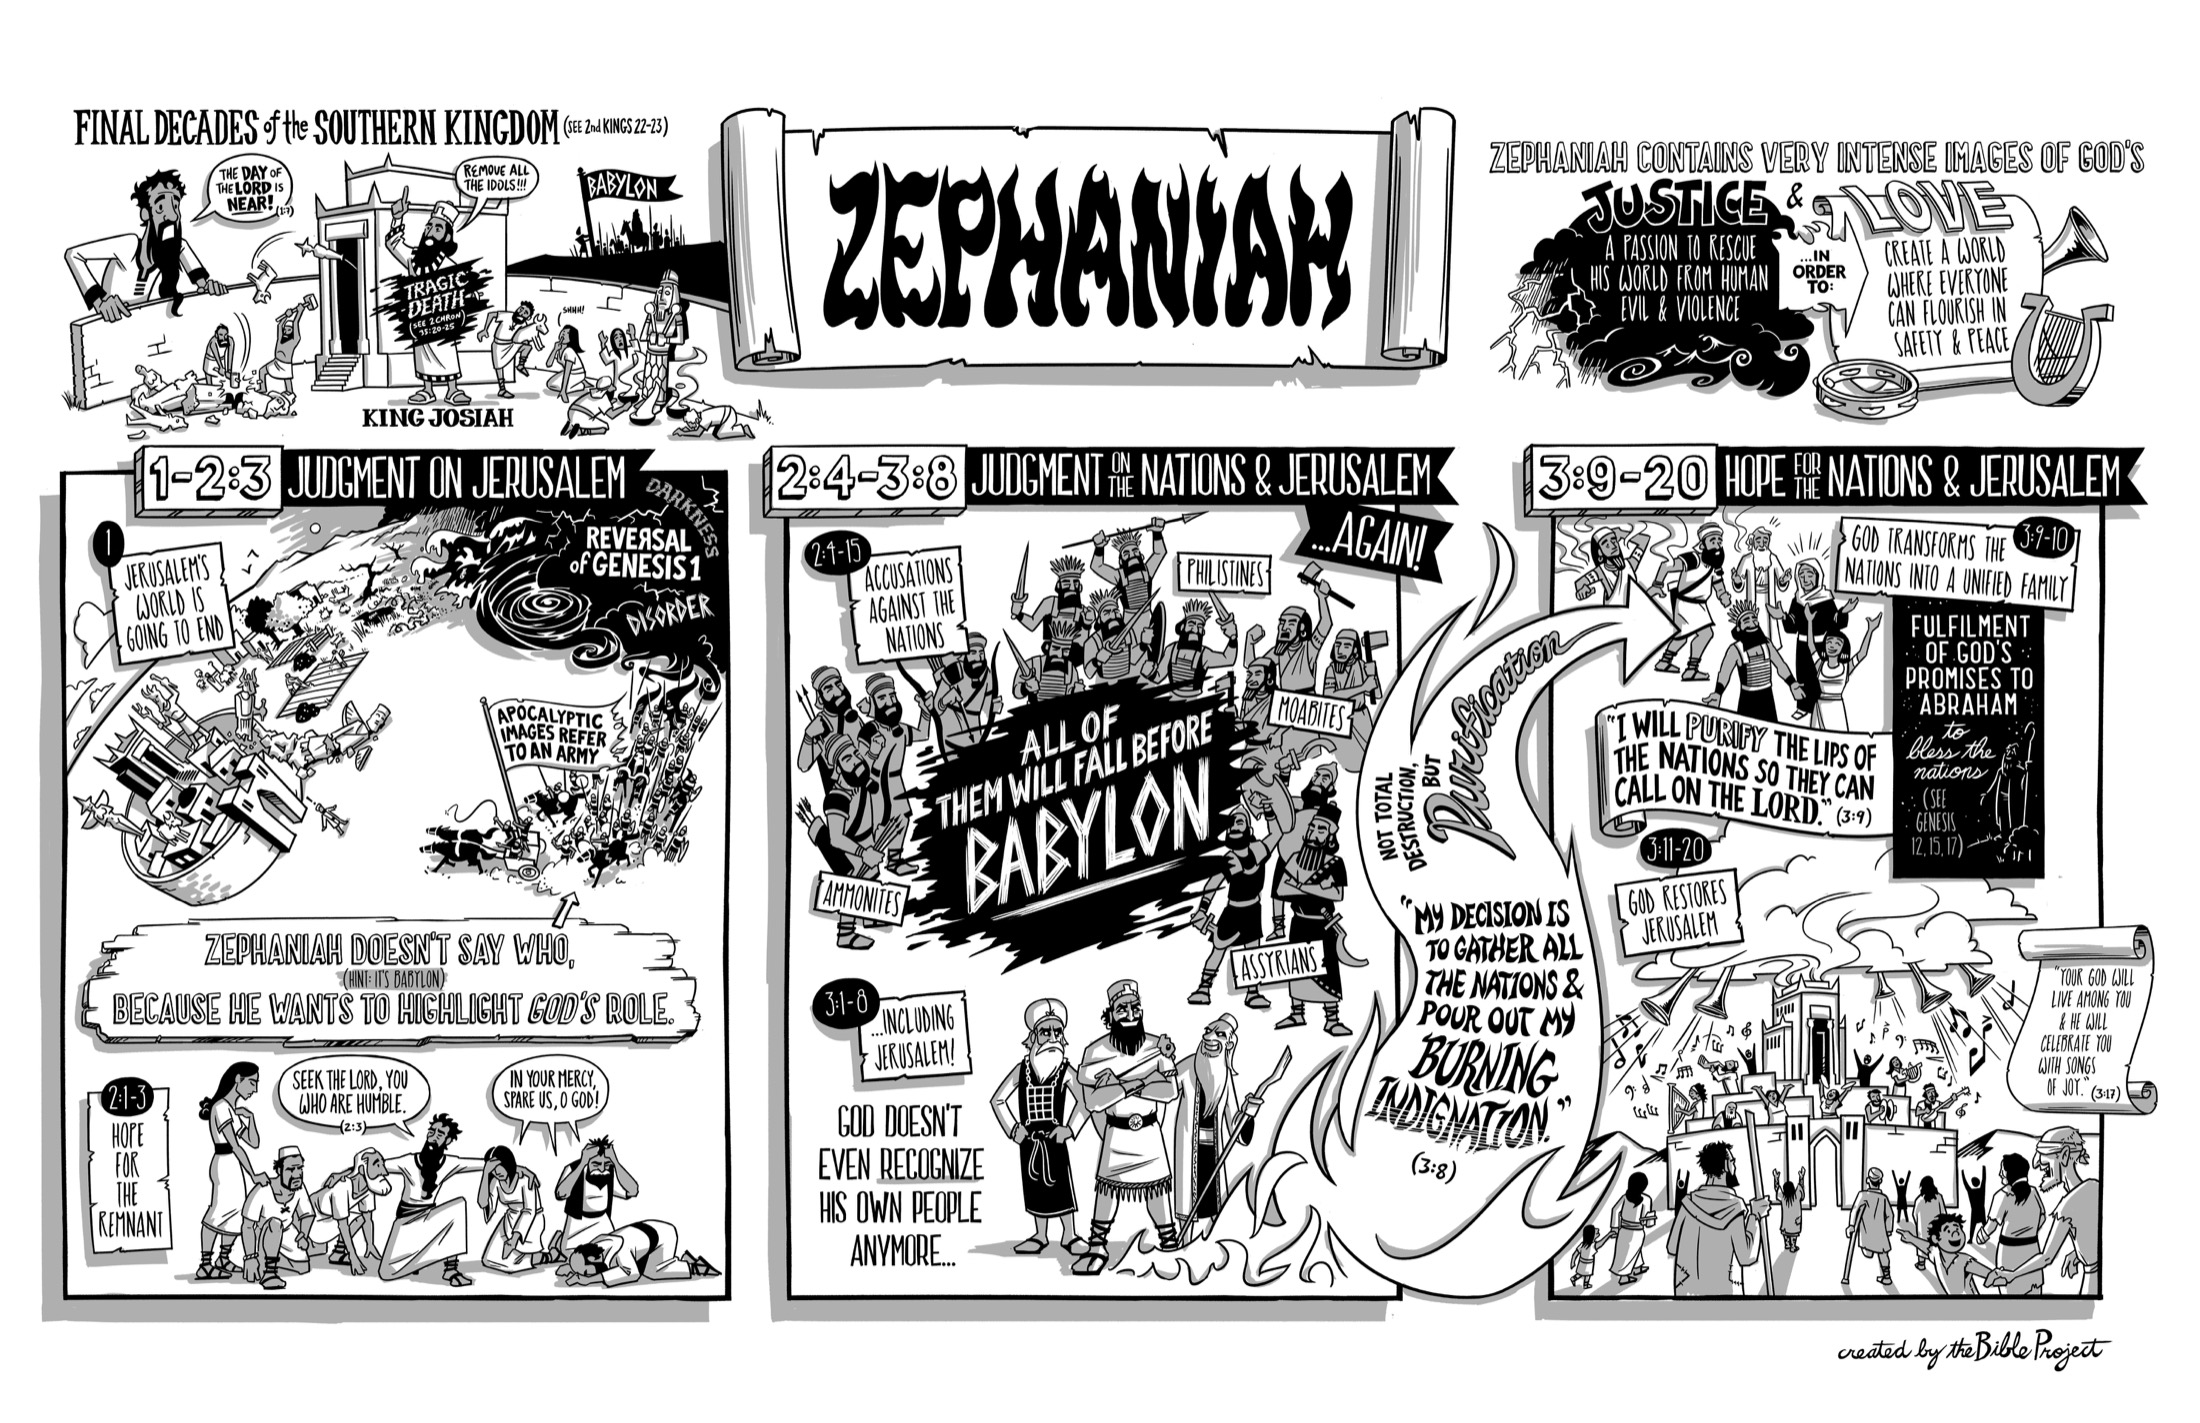 FINAL DECADES of the SOUTHERN KINGDOM (SEE 2nd KINGS 22-23)
THE DAY OF
THE LORD IS
NEAR! (1:7)
REMOVE ALL
THE IDOLS!!!
BABYLON
TRAGIC
DEATH
(SEE 2 CHRON
35:20-25)
SHHH!
KING JOSIAH
ZEPHANIAH
ZEPHANIAH CONTAINS VERY INTENSE IMAGES OF GOD'S
JUSTICE
&
LOVE
A PASSION TO RESCUE
HIS WORLD FROM HUMAN
EVIL & VIOLENCE
...IN
ORDER
TO:
CREATE A WORLD
WHERE EVERYONE
CAN FLOURISH IN
SAFETY & PEACE
1-2:3 JUDGMENT ON JERUSALEM
1
JERUSALEM'S
WORLD IS
GOING TO END
DARKNESS
REVERSAL
of GENESIS 1
DISORDER
APOCALYPTIC
IMAGES REFER
TO AN ARMY
ZEPHANIAH DOESN'T SAY WHO,
(HINT: IT'S BABYLON)
BECAUSE HE WANTS TO HIGHLIGHT GOD'S ROLE.
2:1-3
HOPE
FOR
THE
REMNANT
SEEK THE LORD, YOU
WHO ARE HUMBLE.
(2:3)
IN YOUR MERCY,
SPARE US, O GOD!
2:4-3:8 JUDGMENT ON THE NATIONS & JERUSALEM
...AGAIN!
2:4-15
ACCUSATIONS
AGAINST THE
NATIONS
PHILISTINES
MOABITES
ALL OF
THEM WILL FALL BEFORE
BABYLON
AMMONITES
ASSYRIANS
3:1-8
...INCLUDING
JERUSALEM!
GOD DOESN'T
EVEN RECOGNIZE
HIS OWN PEOPLE
ANYMORE...
NOT TOTAL
DESTRUCTION,
BUT
Purification
"MY DECISION IS
TO GATHER ALL
THE NATIONS &
POUR OUT MY
BURNING
INDIGNATION."
(3:8)
3:9-20 HOPE FOR THE NATIONS & JERUSALEM
3:9-10
GOD TRANSFORMS THE
NATIONS INTO A UNIFIED FAMILY
FULFILMENT
OF GOD'S
PROMISES TO
ABRAHAM
to
bless the
nations
(SEE
GENESIS
12, 15, 17)
"I WILL PURIFY THE LIPS OF
THE NATIONS SO THEY CAN
CALL ON THE LORD." (3:9)
3:11-20
GOD RESTORES
JERUSALEM
"YOUR GOD WILL
LIVE AMONG YOU
& HE WILL
CELEBRATE YOU
WITH SONGS
OF JOY." (3:17)
created by theBibleProject